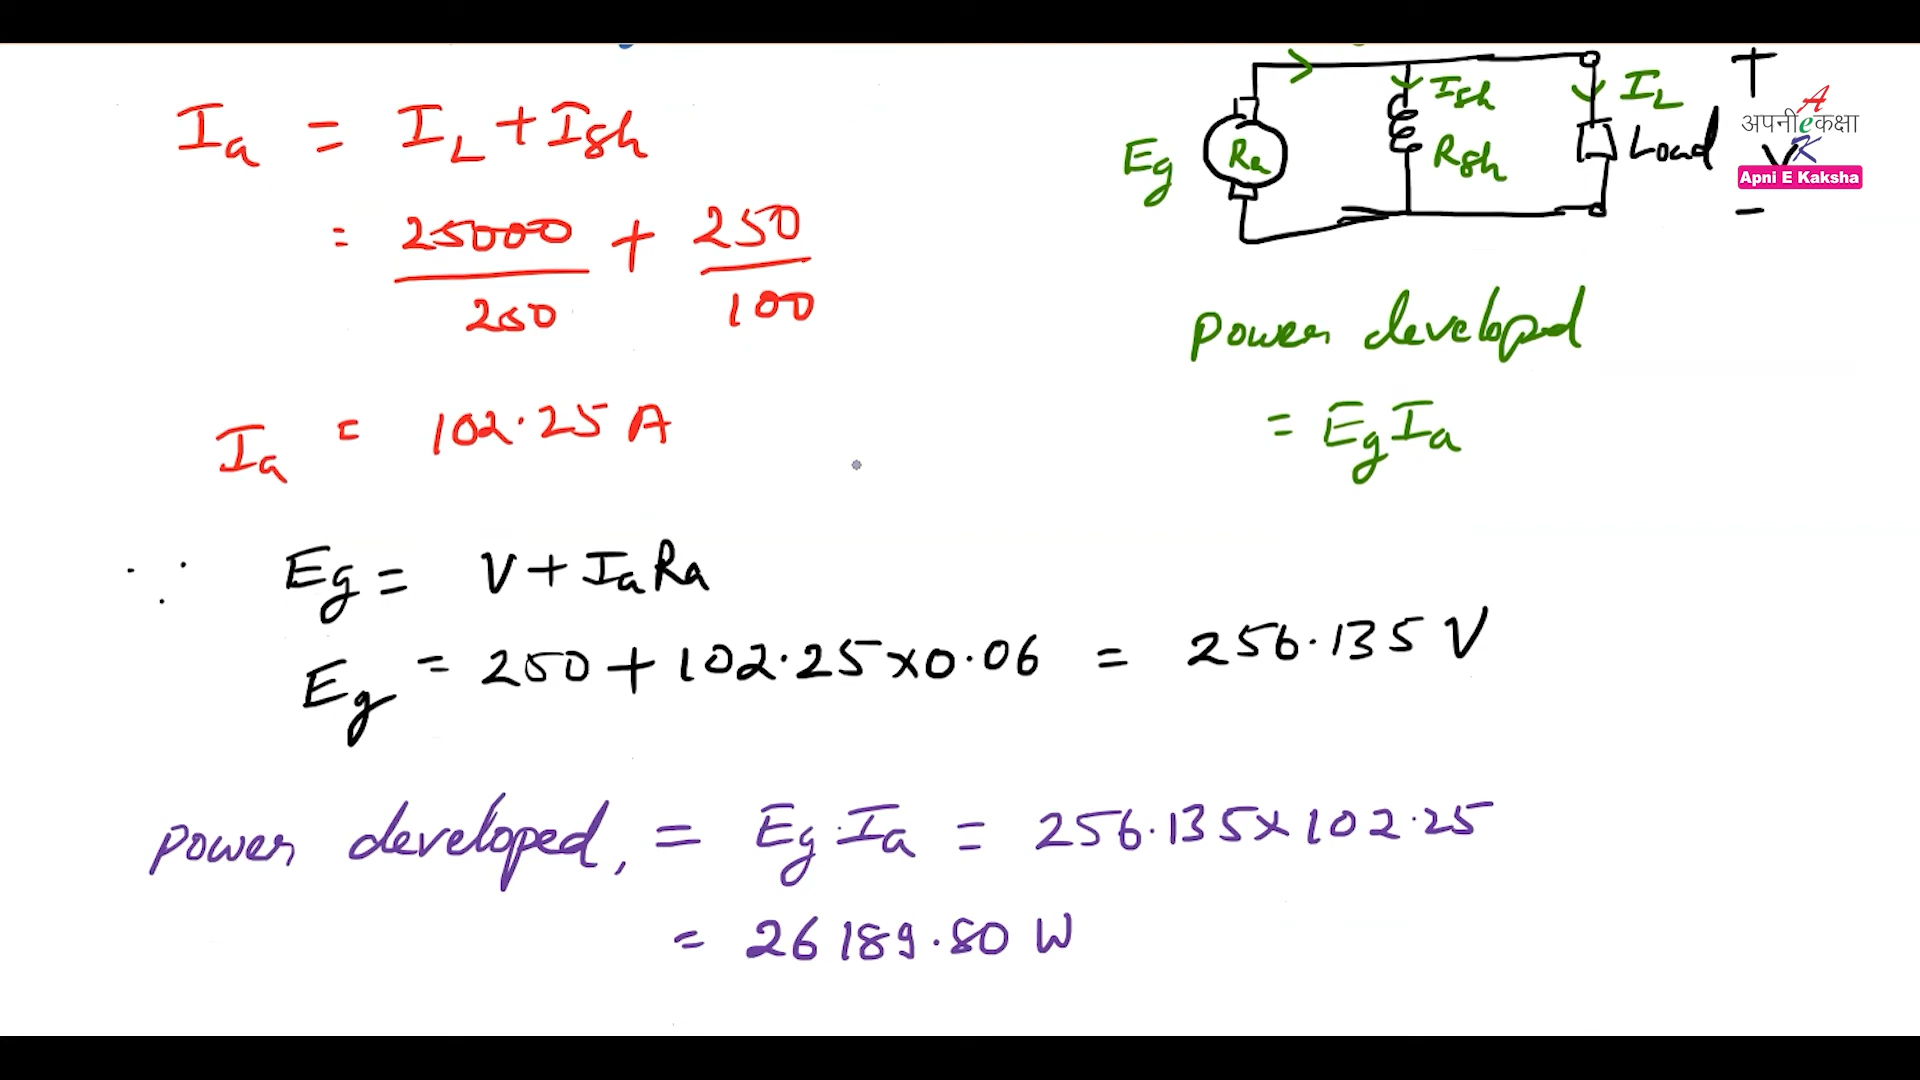 Ia = IL + Ish
= 25000/250 + 250/100
Ia = 102.25 A
∵ Eg = V + IaRa
Eg = 250 + 102.25 x 0.06 = 256.135 V
power developed, = Eg.Ia = 256.135 x 102.25
= 26189.80 W
Eg
Ra
Ish
Rsh
IL
Load
+
V
-
A
अपनी e कक्षा
K
Apni E Kaksha
power developed
= EgIa